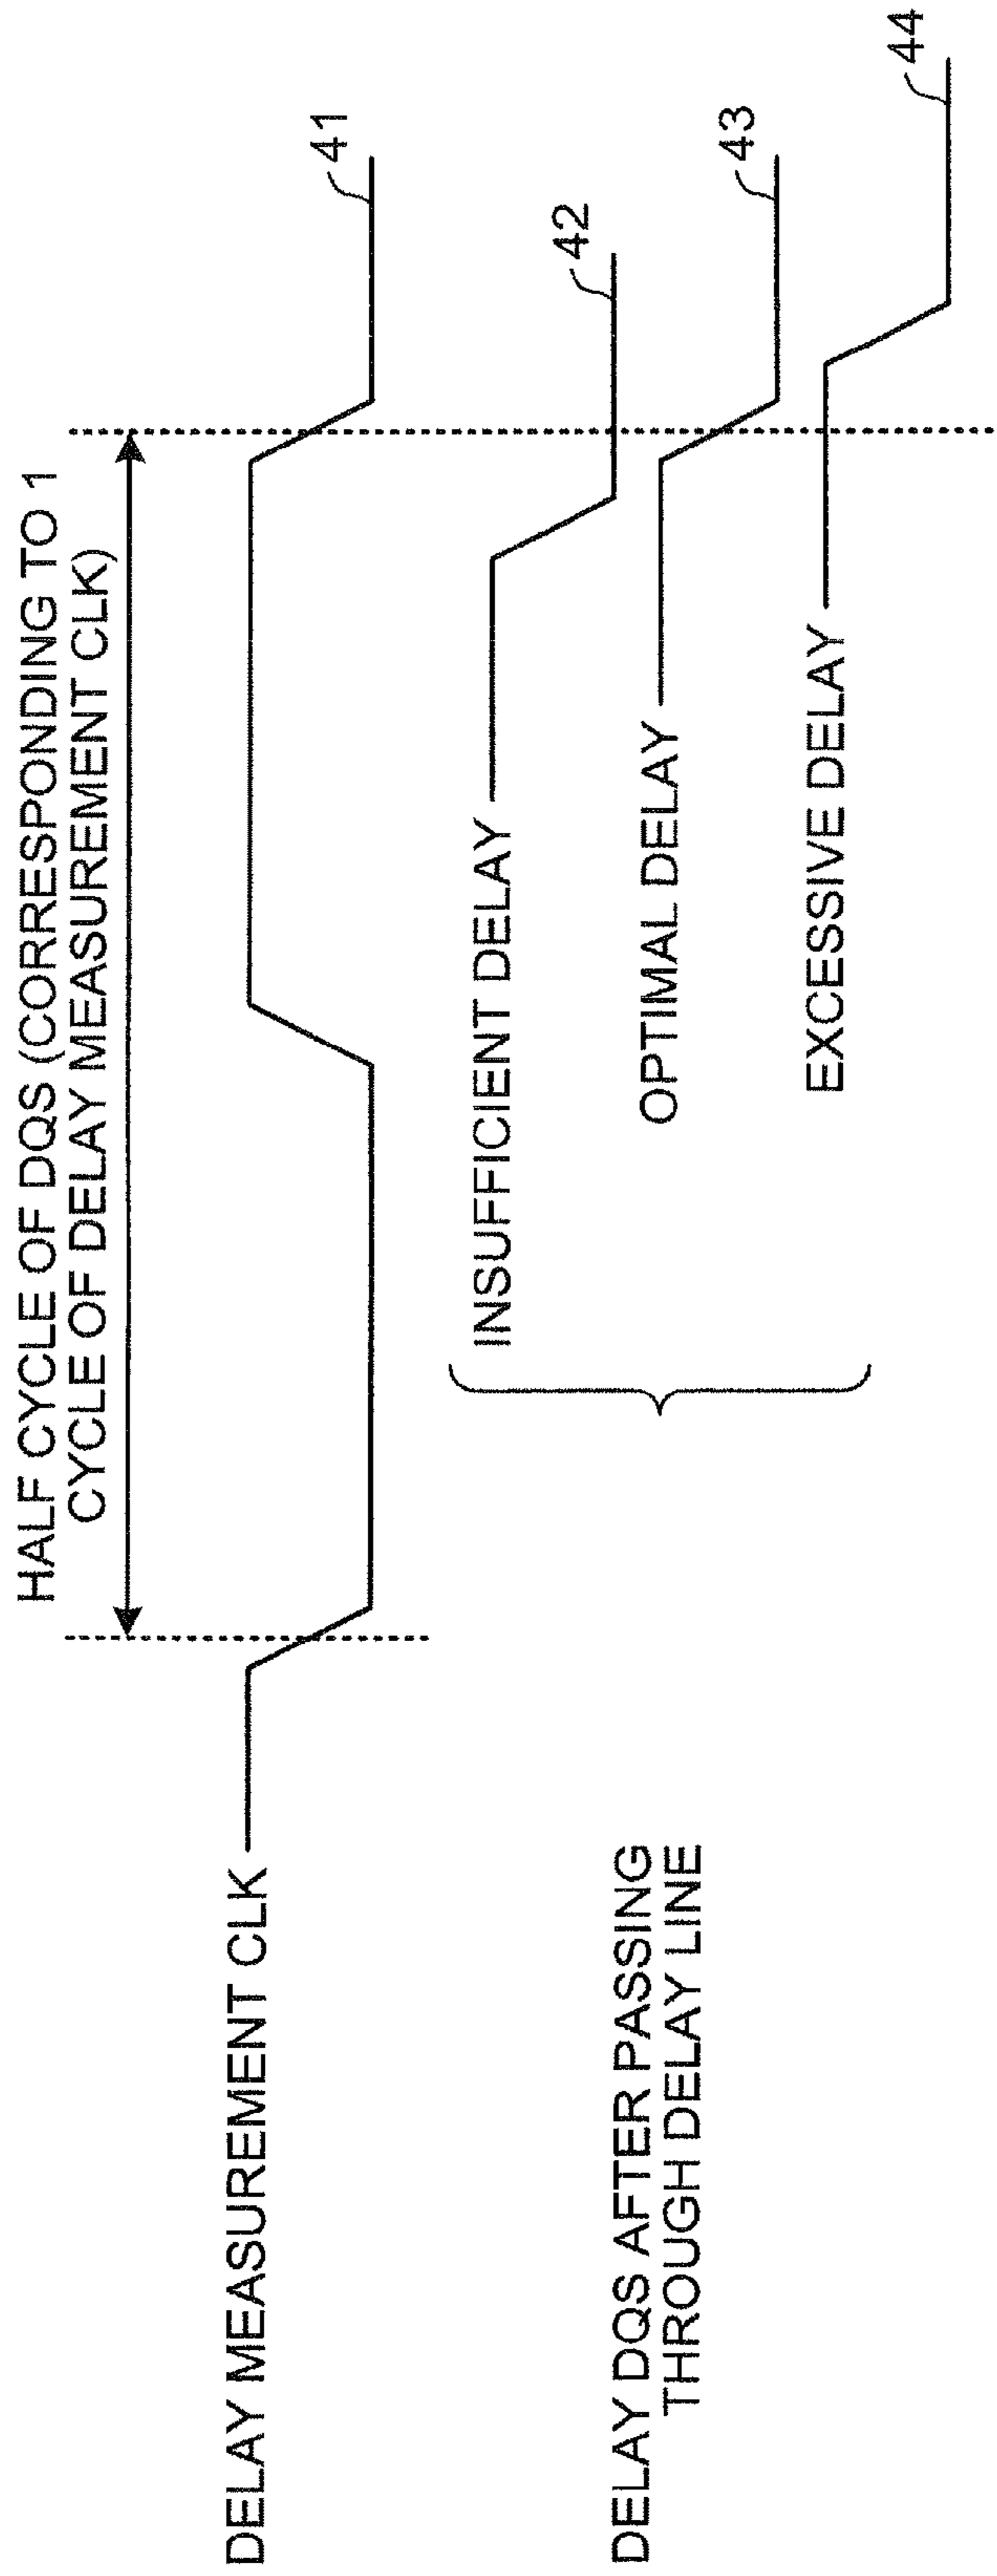 HALF CYCLE OF DQS (CORRESPONDING TO 1
CYCLE OF DELAY MEASUREMENT CLK)
DELAY MEASUREMENT CLK
41
DELAY DQS AFTER PASSING
THROUGH DELAY LINE
INSUFFICIENT DELAY
42
OPTIMAL DELAY
43
EXCESSIVE DELAY
44